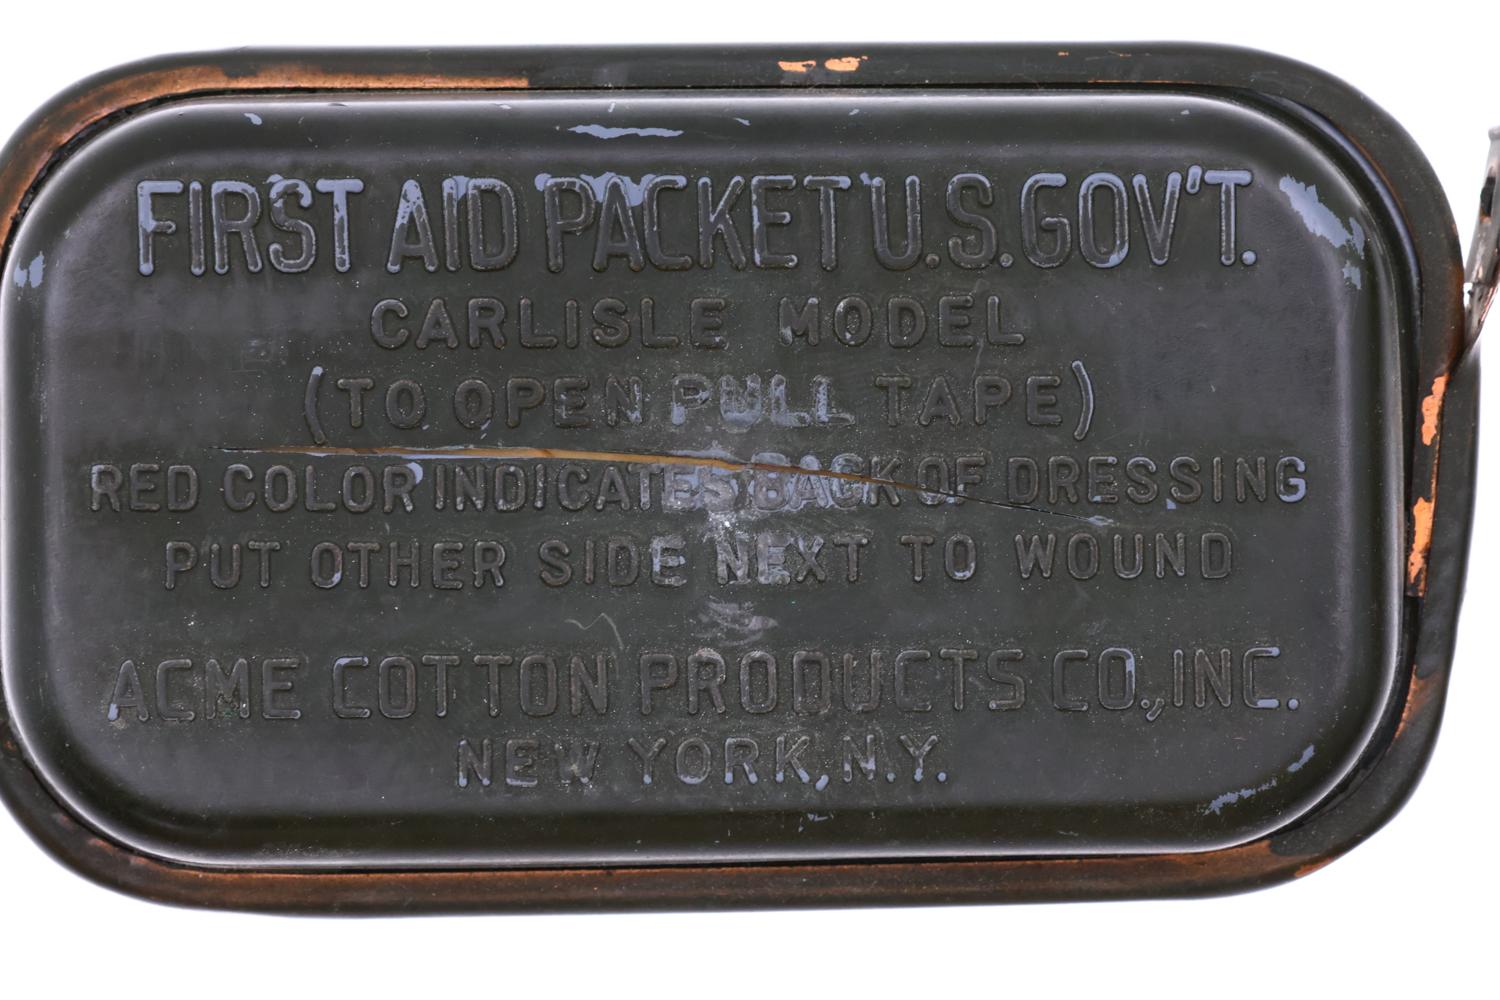 FIRST AID PACKET U.S. GOV'T.
CARLISLE MODEL
(TO OPEN PULL TAPE)
RED COLOR INDICATES BACK OF DRESSING
PUT OTHER SIDE NEXT TO WOUND
ACME COTTON PRODUCTS CO., INC.
NEW YORK, N.Y.